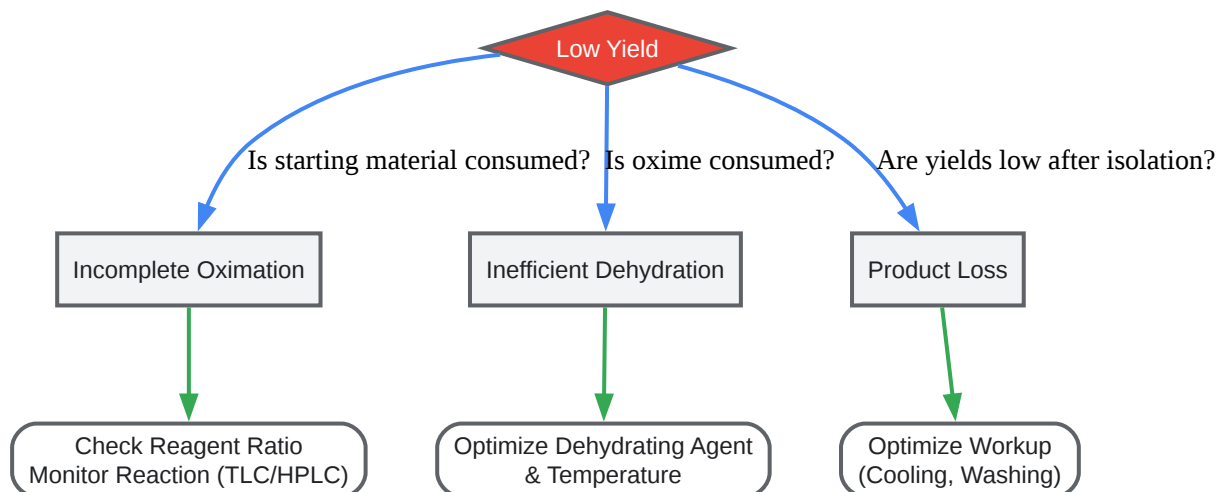 Low Yield
Is starting material consumed?
Is oxime consumed?
Are yields low after isolation?
Incomplete Oximation
Inefficient Dehydration
Product Loss
Check Reagent Ratio
Monitor Reaction (TLC/HPLC)
Optimize Dehydrating Agent
& Temperature
Optimize Workup
(Cooling, Washing)